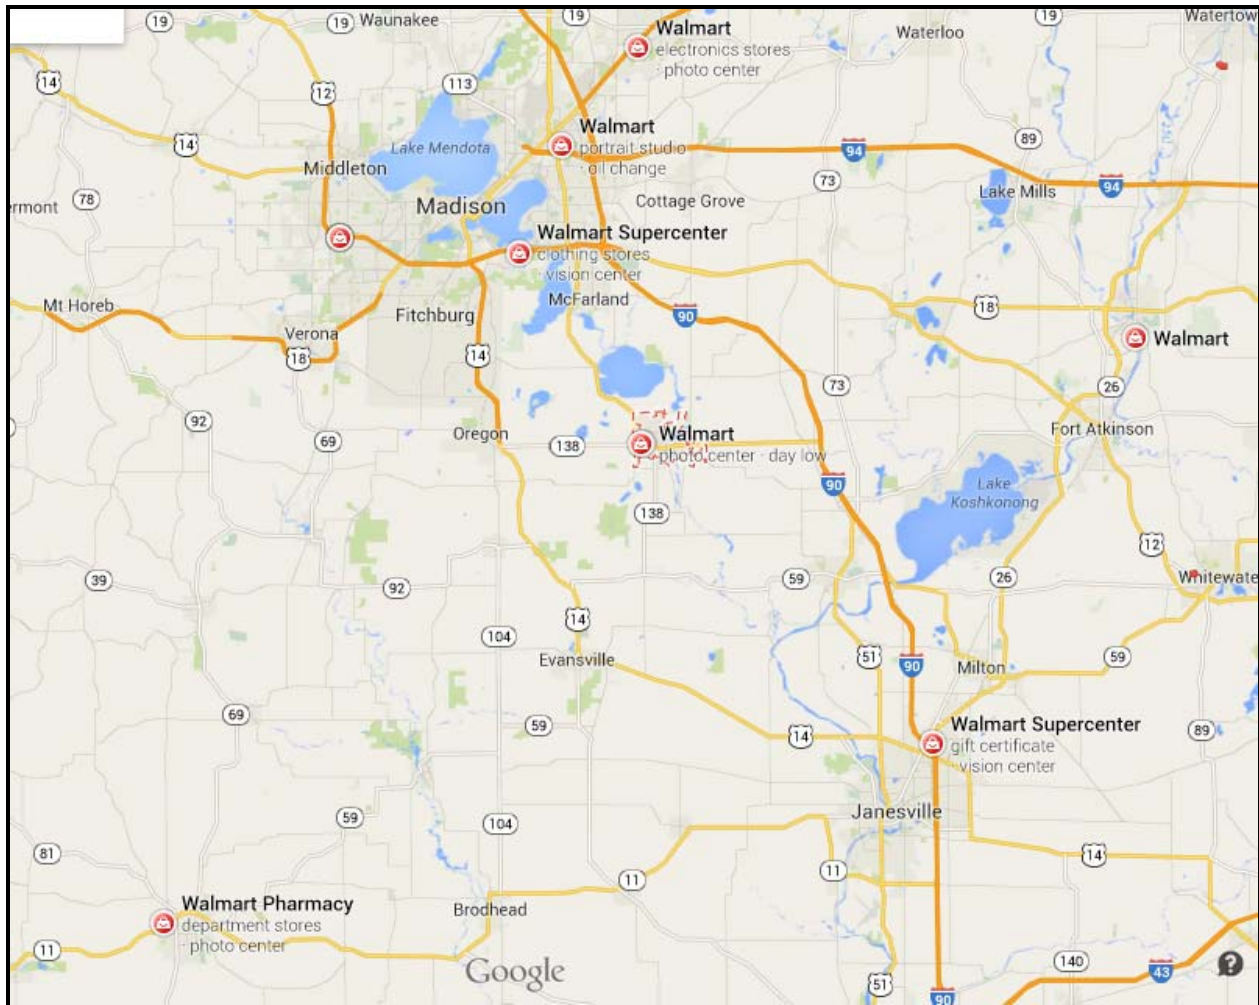 19
19
Waunakee
19
Walmart
electronics stores
· photo center
19
Waterloo
Watertow
14
12
113
Walmart
portrait studio
· oil change
94
89
14
Lake Mendota
Middleton
73
94
Lake Mills
78
ermont
Madison
Cottage Grove
Walmart Supercenter
clothing stores
· vision center
Mt Horeb
McFarland
18
Fitchburg
90
Verona
18
14
Walmart
73
26
92
69
Oregon
138
Walmart
photo center · day low
Fort Atkinson
90
Lake
Koshkonong
138
12
39
92
59
26
Whitewate
14
104
Evansville
51
90
Milton
59
69
59
14
Walmart Supercenter
gift certificate
· vision center
89
59
104
Janesville
81
14
11
11
Walmart Pharmacy
department stores
· photo center
Brodhead
11
Google
140
43
?
51
90